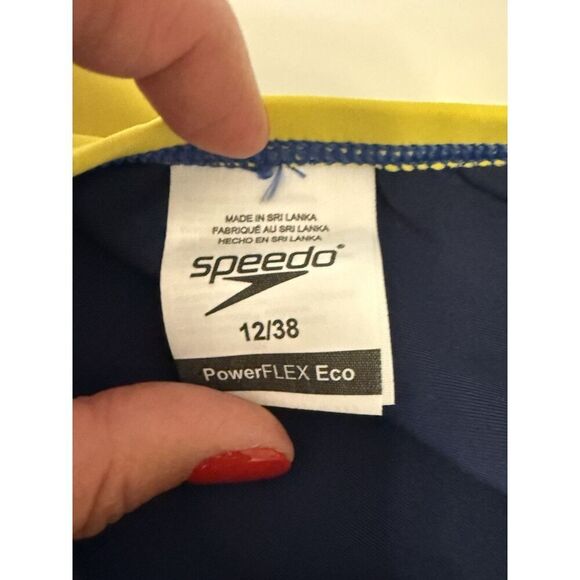 MADE IN SRI LANKA
FABRIQUÉ AU SRI LANKA
HECHO EN SRI LANKA
speedo
12/38
PowerFLEX Eco